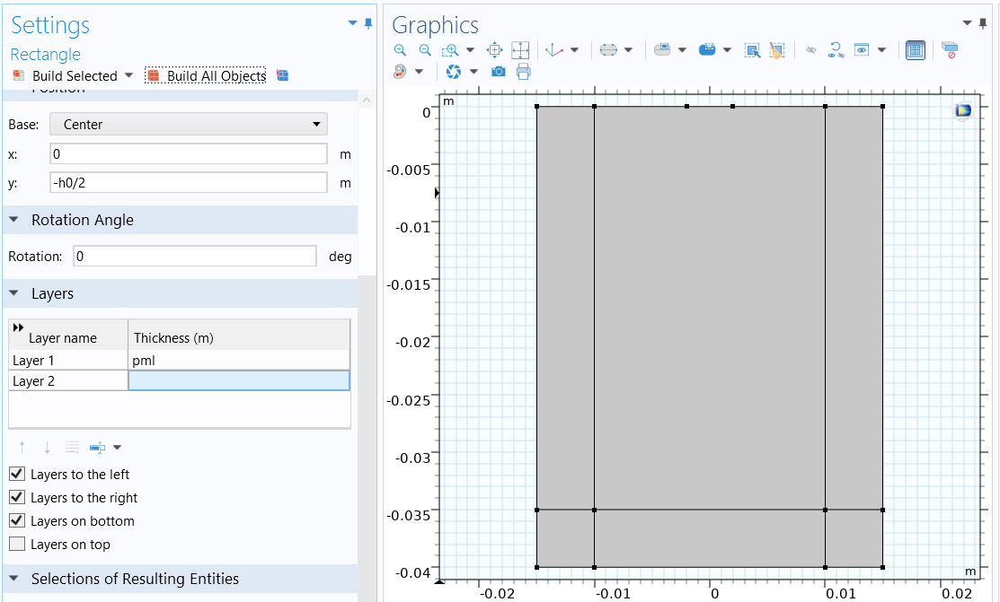 Settings
Rectangle
Build Selected
Build All Objects
Position
Base: Center
x: 0 m
y: -h0/2 m
Rotation Angle
Rotation: 0 deg
Layers
Layer name Thickness (m)
Layer 1 pml
Layer 2
Layers to the left
Layers to the right
Layers on bottom
Layers on top
Selections of Resulting Entities
Graphics
m
0
-0.005
-0.01
-0.015
-0.02
-0.025
-0.03
-0.035
-0.04
m
-0.02 -0.01 0 0.01 0.02